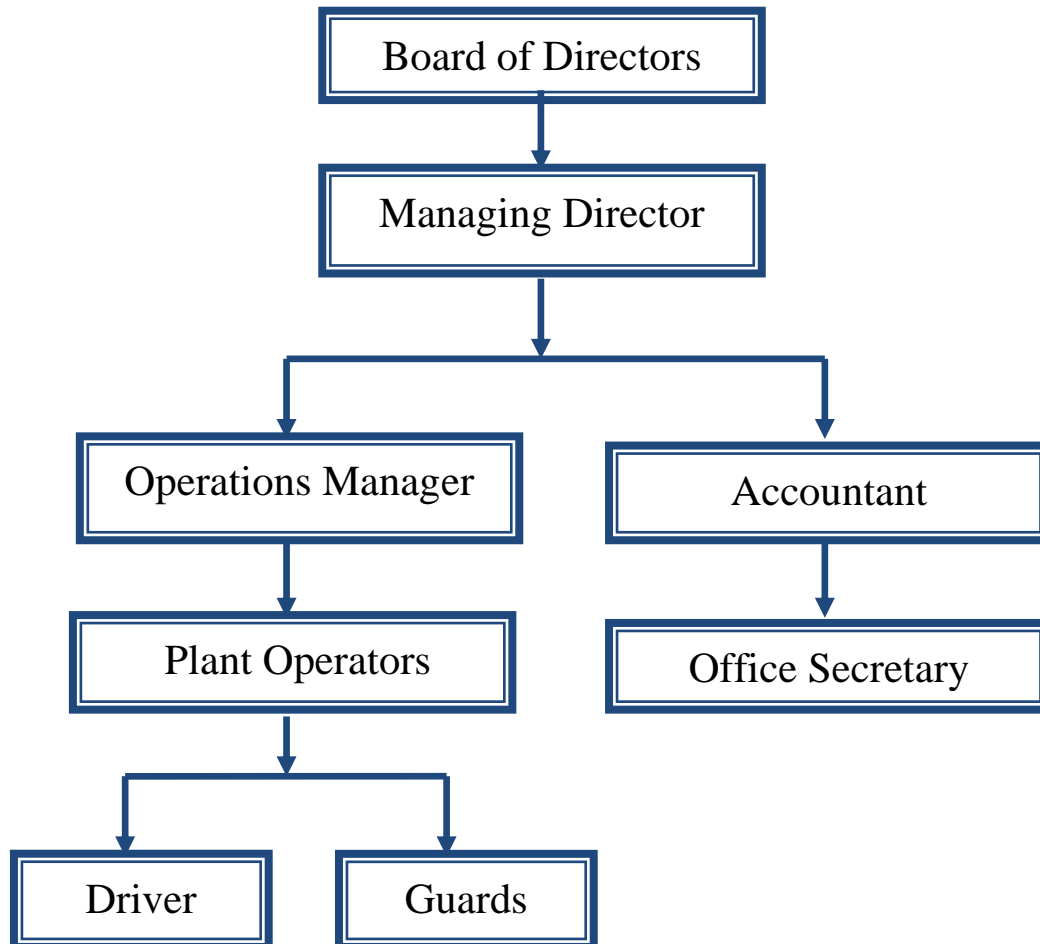 Board of Directors
Managing Director
Operations Manager
Accountant
Plant Operators
Office Secretary
Driver
Guards